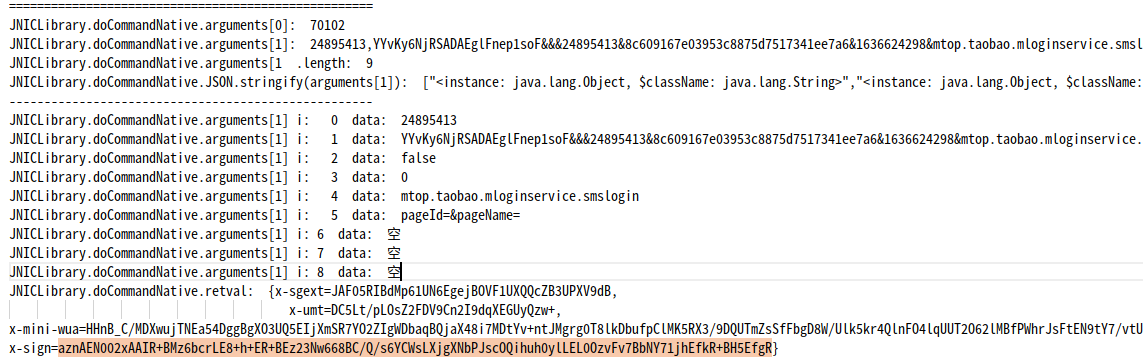 ================================================
JNICLibrary.doCommandNative.arguments[0]:  70102
JNICLibrary.doCommandNative.arguments[1]:  24895413,YYvKy6NjRSADAEglFnep1soF&&&24895413&8c609167e03953c8875d7517341ee7a6&1636624298&mtop.taobao.mloginservice.smsl
JNICLibrary.doCommandNative.arguments[1  .length:  9
JNICLibrary.doCommandNative.JSON.stringify(arguments[1]):  ["<instance: java.lang.Object, $className: java.lang.String>","<instance: java.lang.Object, $className:
------------------------------------------------
JNICLibrary.doCommandNative.arguments[1] i:  0  data:  24895413
JNICLibrary.doCommandNative.arguments[1] i:  1  data:  YYvKy6NjRSADAEglFnep1soF&&&24895413&8c609167e03953c8875d7517341ee7a6&1636624298&mtop.taobao.mloginservice.
JNICLibrary.doCommandNative.arguments[1] i:  2  data:  false
JNICLibrary.doCommandNative.arguments[1] i:  3  data:  0
JNICLibrary.doCommandNative.arguments[1] i:  4  data:  mtop.taobao.mloginservice.smslogin
JNICLibrary.doCommandNative.arguments[1] i:  5  data:  pageId=&pageName=
JNICLibrary.doCommandNative.arguments[1] i: 6  data:  空
JNICLibrary.doCommandNative.arguments[1] i: 7  data:  空
JNICLibrary.doCommandNative.arguments[1] i: 8  data:  空
JNICLibrary.doCommandNative.retval:  {x-sgext=JAF05RIBdMp61UN6EgejBOVF1UXQQcZB3UPXV9dB,
x-umt=DC5Lt/pLOsZ2FDV9Cn2I9dqXEGUyQzw+,
x-mini-wua=HHnB_C/MDXwujTNEa54DggBgXO3UQ5EIjXmSR7YO2ZIgWDbaqBQjaX48i7MDtYv+ntJMgrg0T8lkDbufpClMK5RX3/9DQUTmZsSfFbgD8W/Ulk5kr4QlnFO4lqUUT2O62lMBfPWhrJsFtEN9tY7/vtU
x-sign=aznAEN002xAAIR+BMz6bcrLE8+h+ER+BEz23Nw668BC/Q/s6YCWsLXjgXNbPJscOQihuh0ylLELOOzvFv7BbNY71jhEfkR+BH5EfgR}